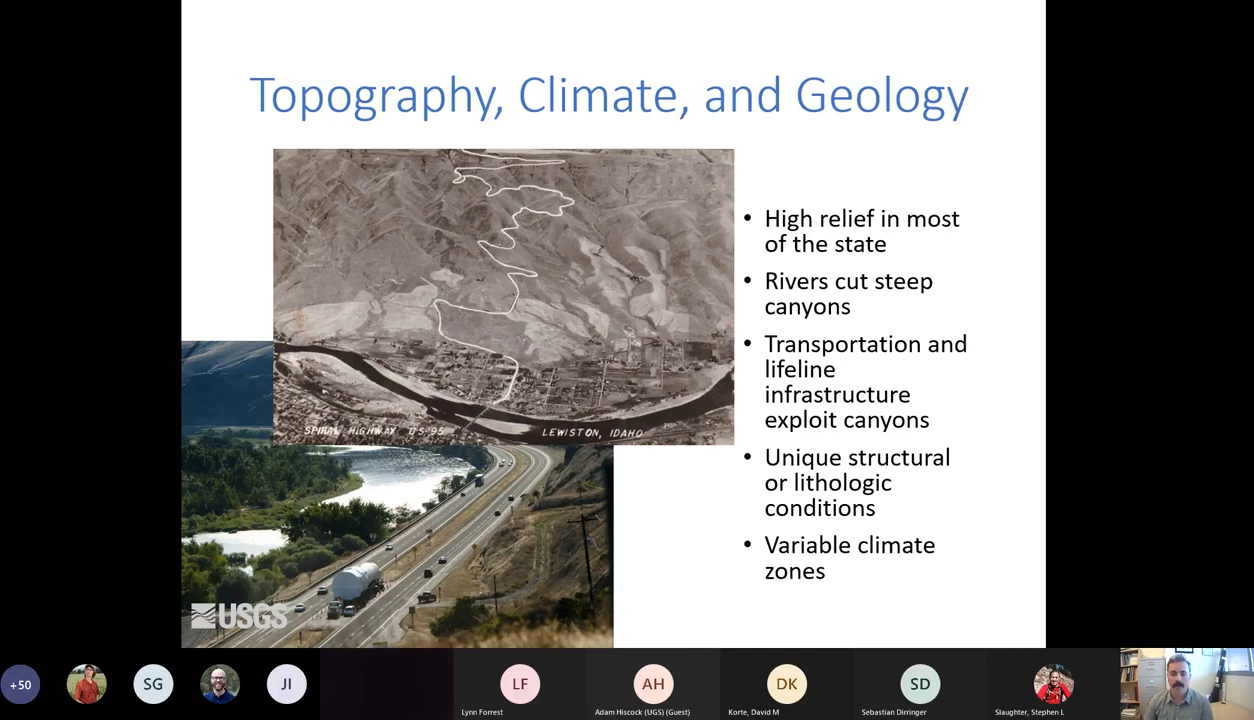 Topography, Climate, and Geology
SPIRAL HIGHWAY US 95
LEWISTON, IDAHO
• High relief in most
of the state
• Rivers cut steep
canyons
• Transportation and
lifeline
infrastructure
exploit canyons
• Unique structural
or lithologic
conditions
• Variable climate
zones
USGS
+50
SG
JI
LF
AH
DK
SD
Lynn Forrest
Adam Hiscock (UGS) (Guest)
Korte, David M
Sebastian Dirringer
Slaughter, Stephen L